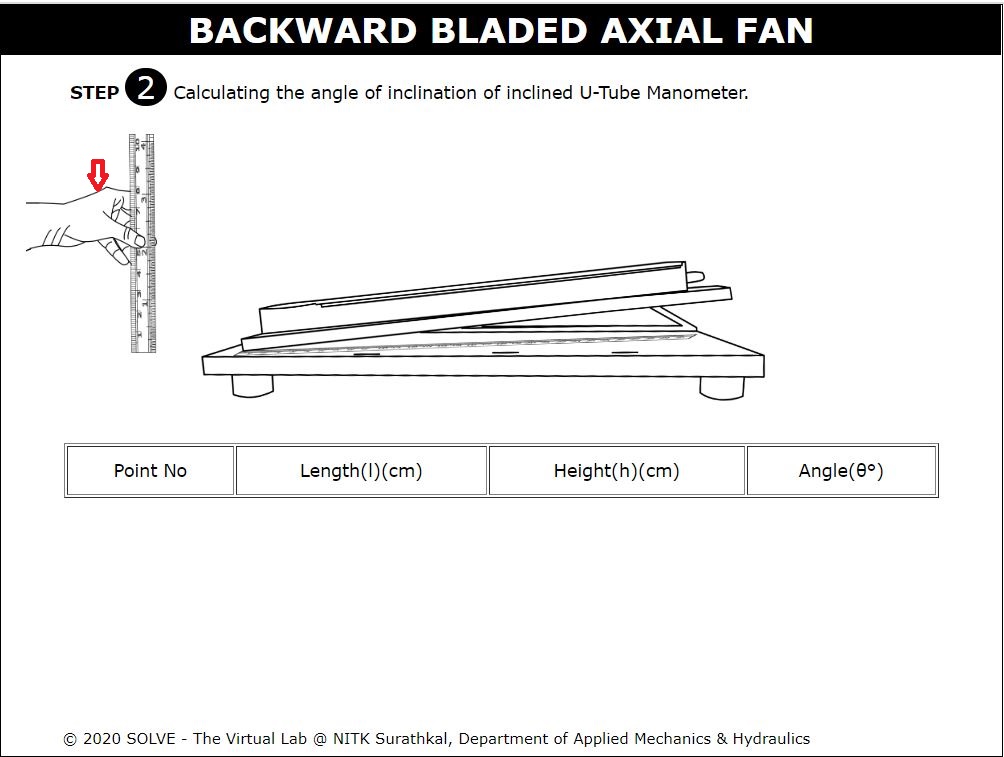 BACKWARD BLADED AXIAL FAN
STEP 2 Calculating the angle of inclination of inclined U-Tube Manometer.
Point No Length(l)(cm) Height(h)(cm) Angle(θ°)
© 2020 SOLVE - The Virtual Lab @ NITK Surathkal, Department of Applied Mechanics & Hydraulics